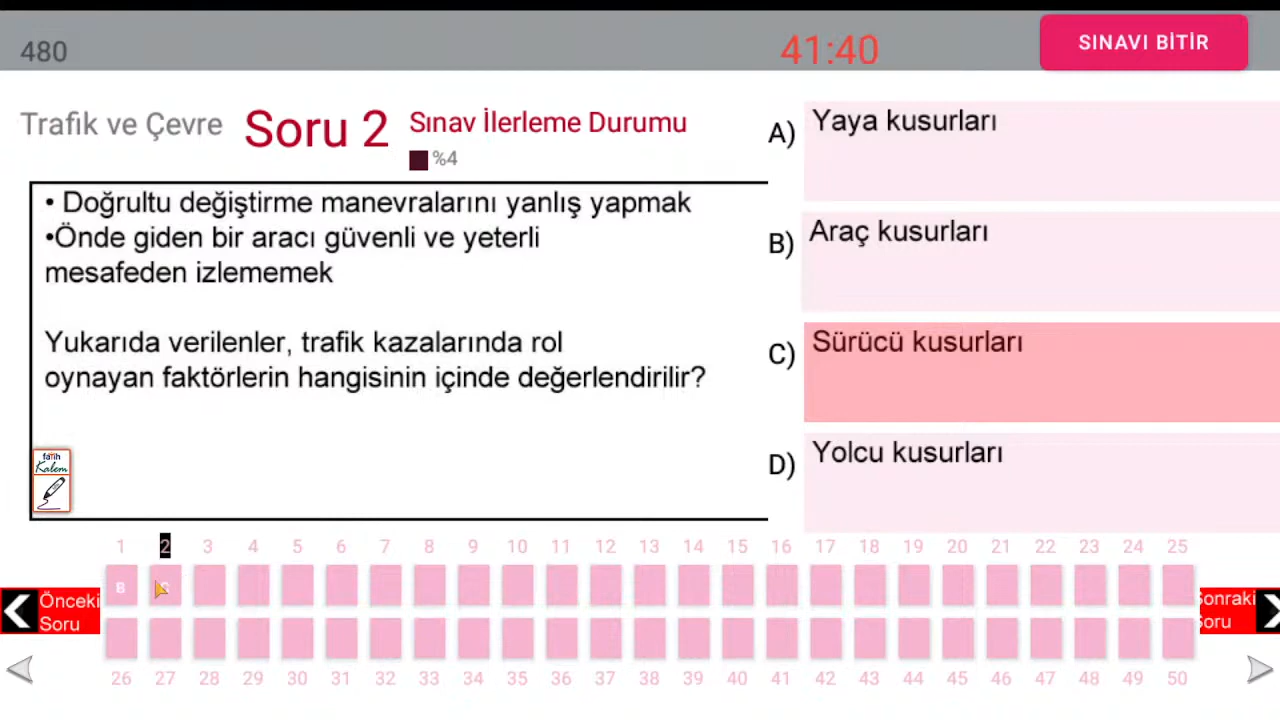 480
41:40
SINAVI BİTİR
Trafik ve Çevre
Soru 2
Sınav İlerleme Durumu
%4
• Doğrultu değiştirme manevralarını yanlış yapmak
•Önde giden bir aracı güvenli ve yeterli
mesafeden izlememek
Yukarıda verilenler, trafik kazalarında rol
oynayan faktörlerin hangisinin içinde değerlendirilir?
fatih
Kalem
A) Yaya kusurları
B) Araç kusurları
C) Sürücü kusurları
D) Yolcu kusurları
1 2 3 4 5 6 7 8 9 10 11 12 13 14 15 16 17 18 19 20 21 22 23 24 25
B
Önceki
Soru
Sonraki
Soru
26 27 28 29 30 31 32 33 34 35 36 37 38 39 40 41 42 43 44 45 46 47 48 49 50